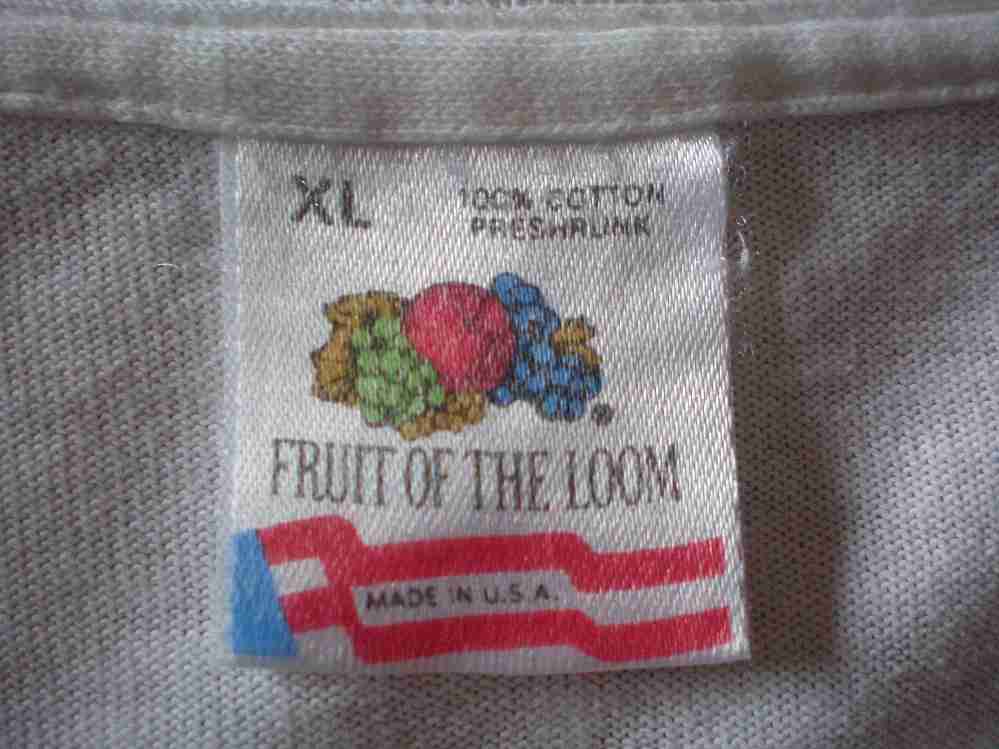 XL
100% COTTON
PRESHRUNK
®
FRUIT OF THE LOOM
MADE IN U.S.A.